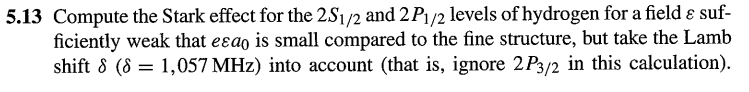 5.13 Compute the Stark effect for the 2S1/2 and 2P1/2 levels of hydrogen for a field ε suf-
ficiently weak that eεa0 is small compared to the fine structure, but take the Lamb
shift δ (δ = 1,057 MHz) into account (that is, ignore 2P3/2 in this calculation).